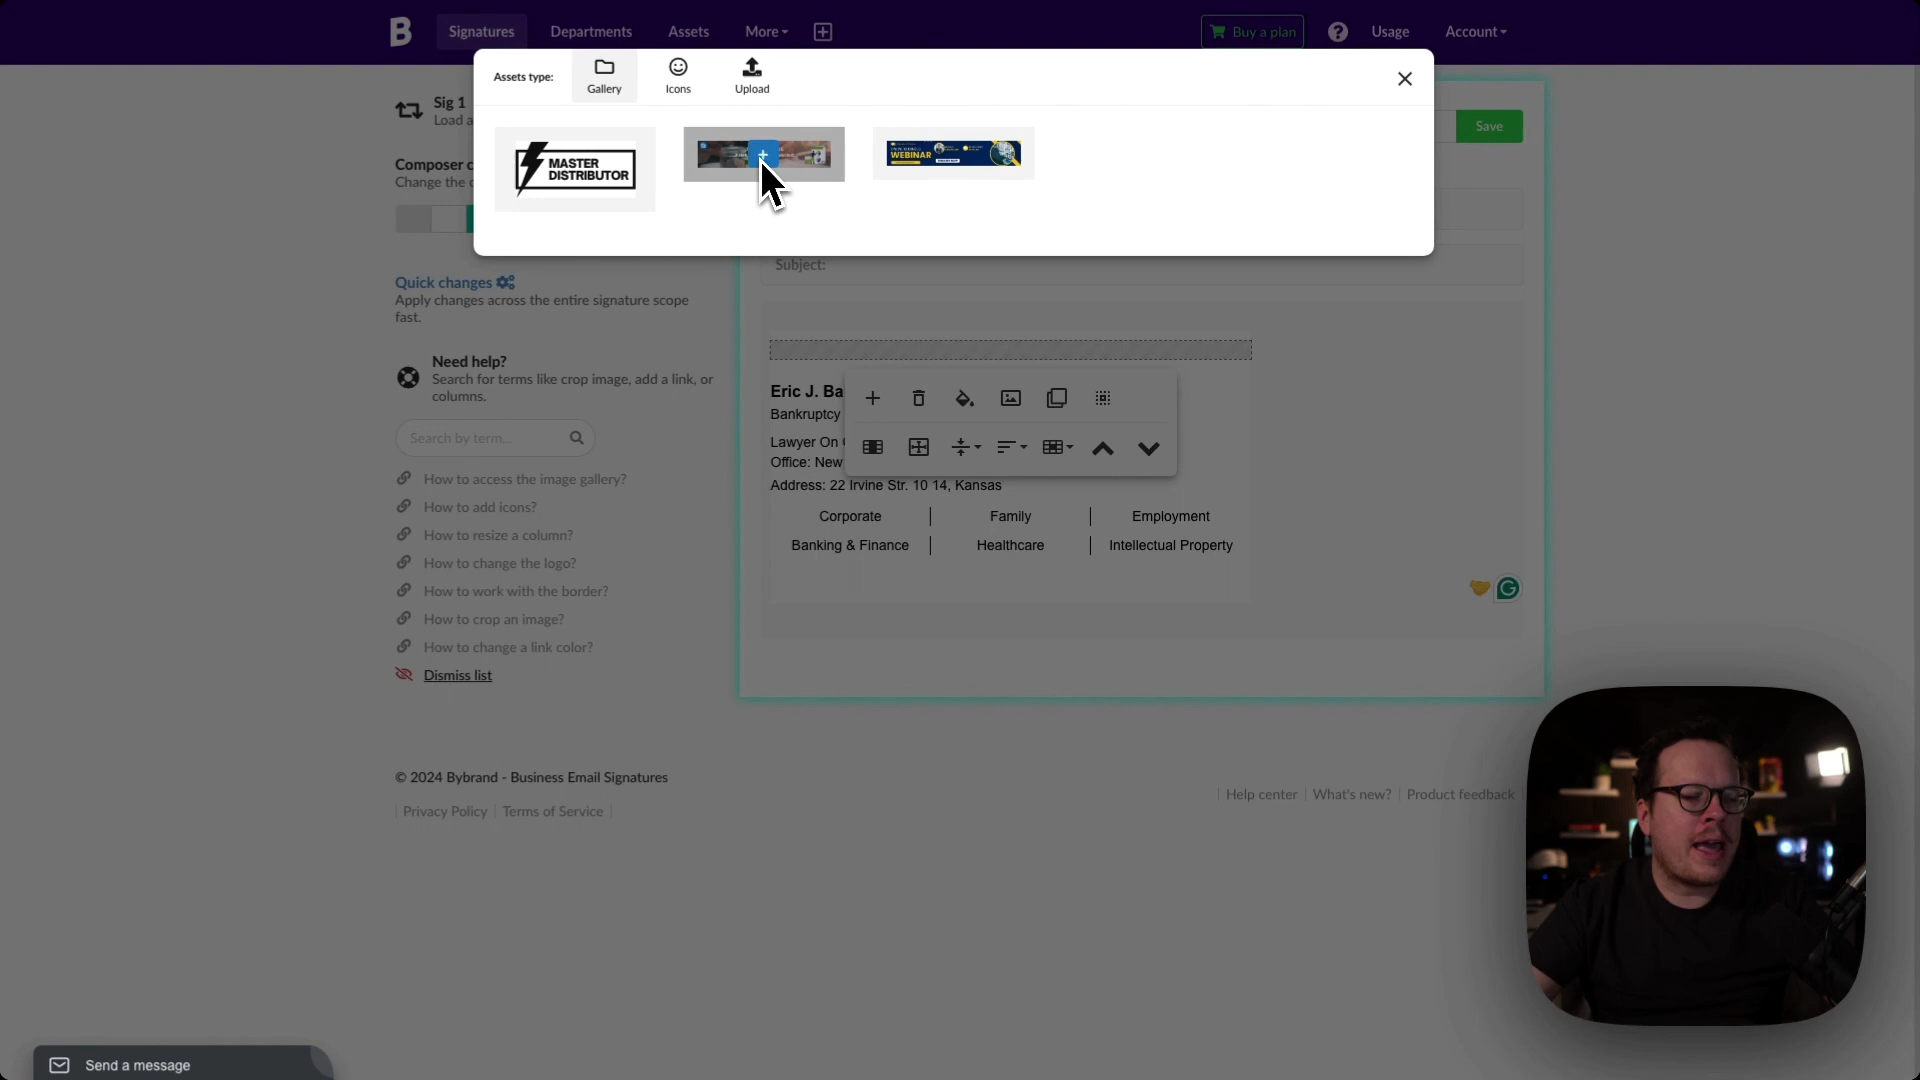 B
Signatures
Departments
Assets
More
Buy a plan
Usage
Account
Assets type:
Gallery
Icons
Upload
MASTER
DISTRIBUTOR
WEBINAR
Sig 1
Load a
Save
Composer c
Change the c
Quick changes
Apply changes across the entire signature scope
fast.
Need help?
Search for terms like crop image, add a link, or
columns.
Search by term...
How to access the image gallery?
How to add icons?
How to resize a column?
How to change the logo?
How to work with the border?
How to crop an image?
How to change a link color?
Dismiss list
Subject:
Eric J. Ba
Bankruptcy
Lawyer On
Office: New
Address: 22 Irvine Str. 10 14, Kansas
Corporate
Family
Employment
Banking & Finance
Healthcare
Intellectual Property
© 2024 Bybrand - Business Email Signatures
Privacy Policy
Terms of Service
Help center
What's new?
Product feedback
Send a message